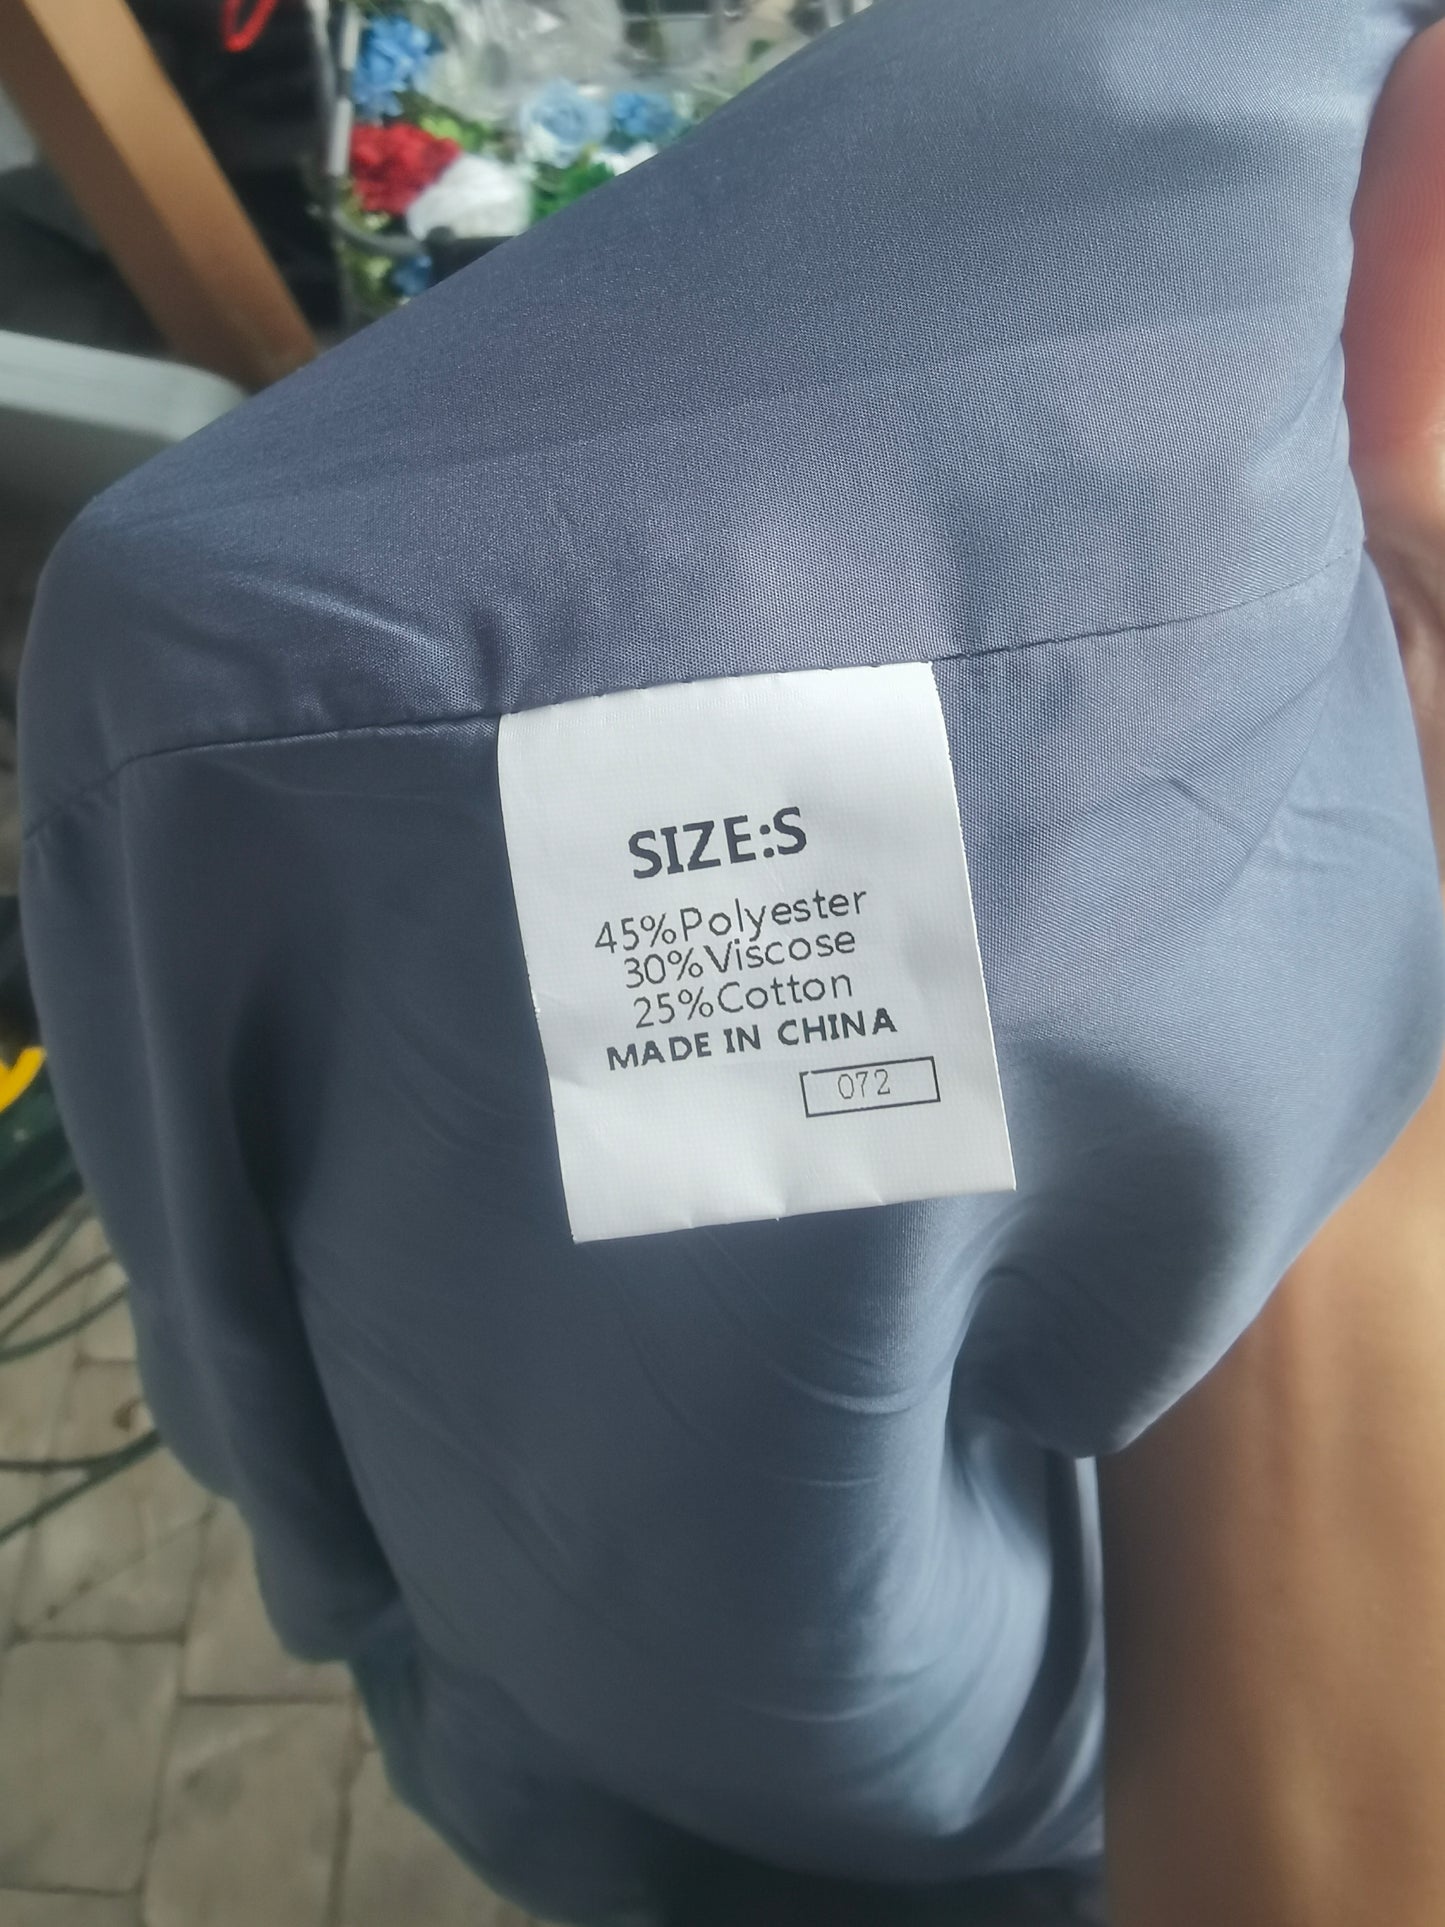 SIZE:S
45%Polyester
30%Viscose
25%Cotton
MADE IN CHINA
072